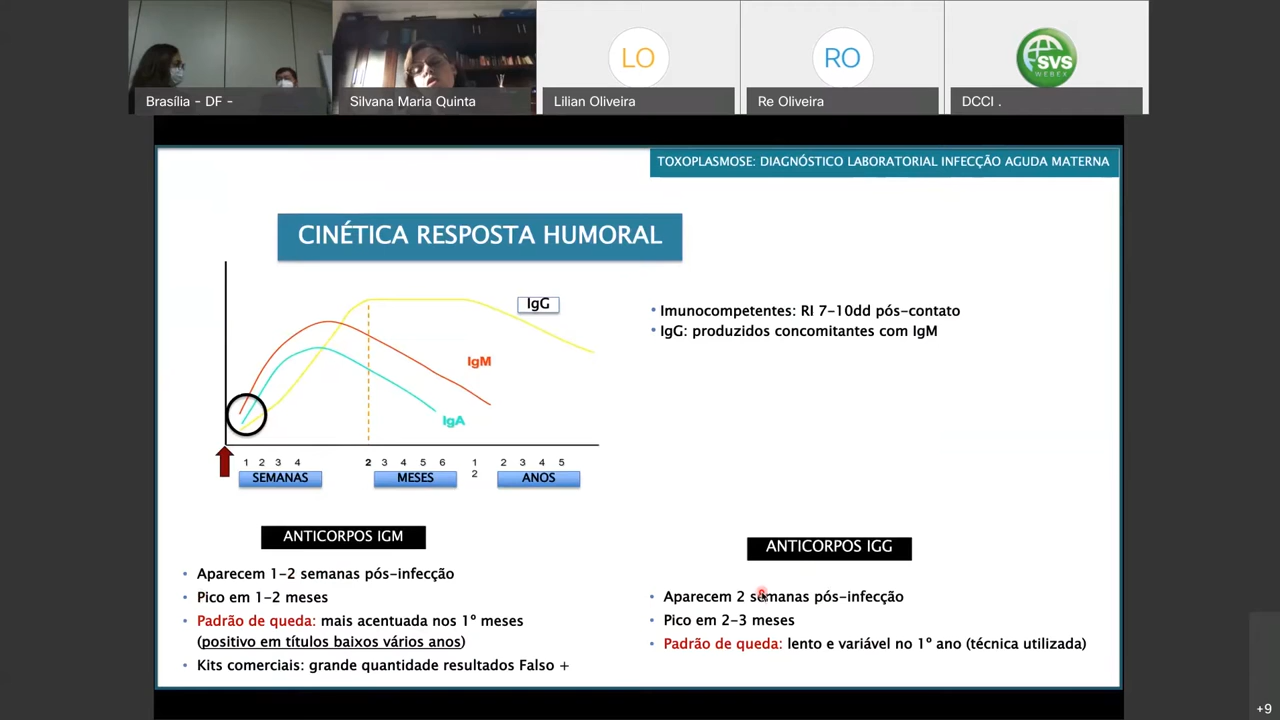 LO
RO
SVS
WEBEX
Brasília - DF -
Silvana Maria Quinta
Lilian Oliveira
Re Oliveira
DCCI .
TOXOPLASMOSE: DIAGNÓSTICO LABORATORIAL INFECÇÃO AGUDA MATERNA
CINÉTICA RESPOSTA HUMORAL
IgG
IgM
IgA
1 2 3 4
2 3 4 5 6
1
2
2 3 4 5
SEMANAS
MESES
ANOS
• Imunocompetentes: RI 7-10dd pós-contato
• IgG: produzidos concomitantes com IgM
ANTICORPOS IGM
• Aparecem 1-2 semanas pós-infecção
• Pico em 1-2 meses
• Padrão de queda: mais acentuada nos 1º meses
(positivo em títulos baixos vários anos)
• Kits comerciais: grande quantidade resultados Falso +
ANTICORPOS IGG
• Aparecem 2 semanas pós-infecção
• Pico em 2-3 meses
• Padrão de queda: lento e variável no 1º ano (técnica utilizada)
+9